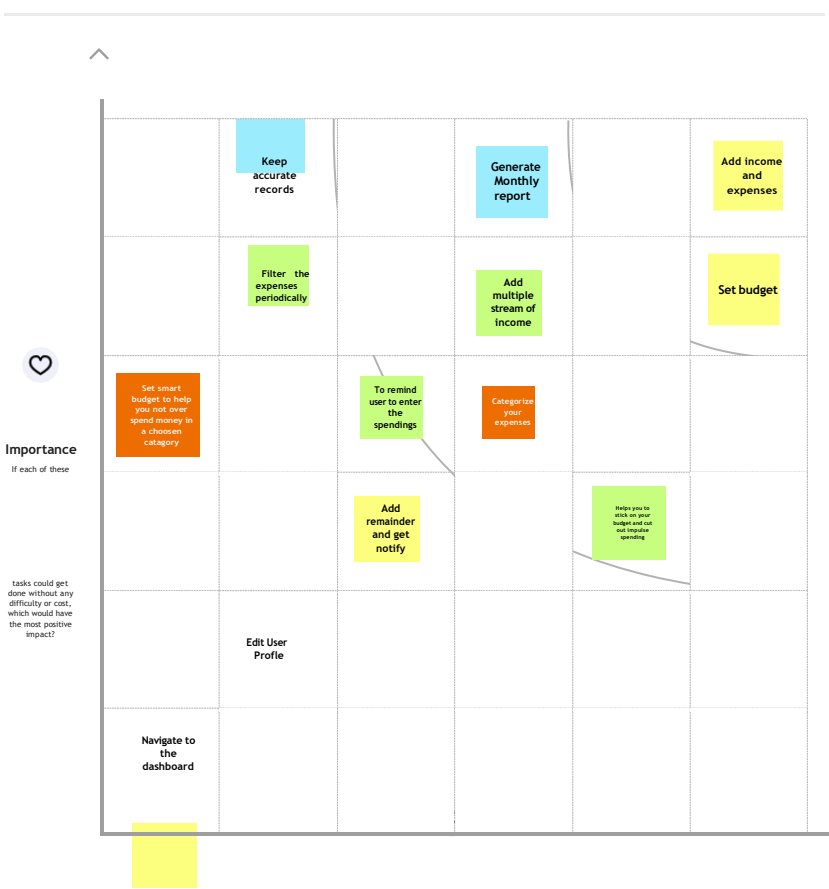 Keep
accurate
records
Generate
Monthly
report
Add income
and
expenses
Filter the
expenses
periodically
Add
multiple
stream of
income
Set budget
Set smart
budget to help
you not over
spend money in
a choosen
catagory
To remind
user to enter
the
spendings
Categorize
your
expenses
Importance
If each of these
Add
remainder
and get
notify
Helps you to
stick on your
budget and cut
out impulse
spending
tasks could get
done without any
difficulty or cost,
which would have
the most positive
impact?
Edit User
Profle
Navigate to
the
dashboard